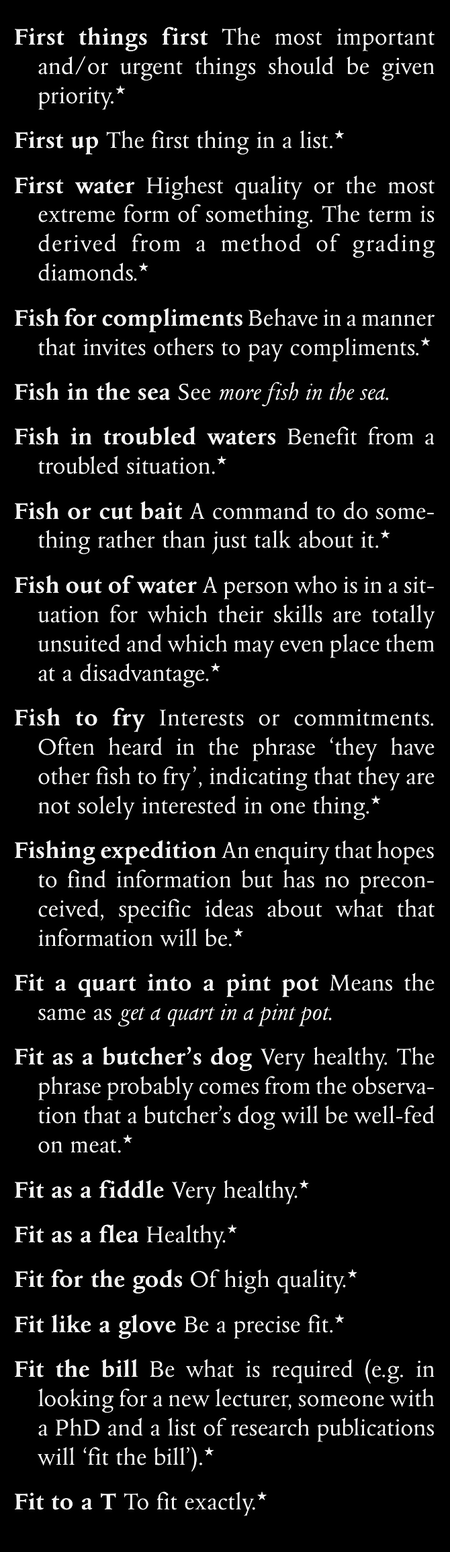 First things first The most important
and/or urgent things should be given
priority.★
First up The first thing in a list.★
First water Highest quality or the most
extreme form of something. The term is
derived from a method of grading
diamonds.★
Fish for compliments Behave in a manner
that invites others to pay compliments.★
Fish in the sea See more fish in the sea.
Fish in troubled waters Benefit from a
troubled situation.★
Fish or cut bait A command to do some-
thing rather than just talk about it.★
Fish out of water A person who is in a sit-
uation for which their skills are totally
unsuited and which may even place them
at a disadvantage.★
Fish to fry Interests or commitments.
Often heard in the phrase ‘they have
other fish to fry’, indicating that they are
not solely interested in one thing.★
Fishing expedition An enquiry that hopes
to find information but has no precon-
ceived, specific ideas about what that
information will be.★
Fit a quart into a pint pot Means the
same as get a quart in a pint pot.
Fit as a butcher’s dog Very healthy. The
phrase probably comes from the observa-
tion that a butcher’s dog will be well-fed
on meat.★
Fit as a fiddle Very healthy.★
Fit as a flea Healthy.★
Fit for the gods Of high quality.★
Fit like a glove Be a precise fit.★
Fit the bill Be what is required (e.g. in
looking for a new lecturer, someone with
a PhD and a list of research publications
will ‘fit the bill’).★
Fit to a T To fit exactly.★